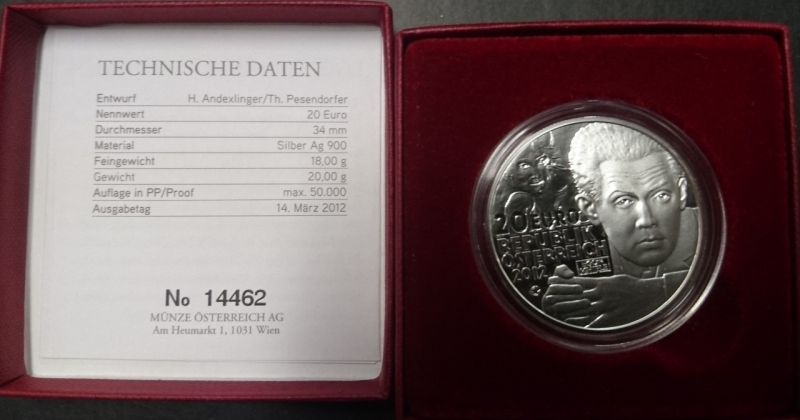 TECHNISCHE DATEN
Entwurf H. Andexlinger/Th. Pesendorfer
Nennwert 20 Euro
Durchmesser 34 mm
Material Silber Ag 900
Feingewicht 18,00 g
Gewicht 20,00 g
Auflage in PP/Proof max. 50.000
Ausgabetag 14. März 2012
No 14462
MÜNZE ÖSTERREICH AG
Am Heumarkt 1, 1031 Wien
20 EURO
REPUBLIK
ÖSTERREICH
2012